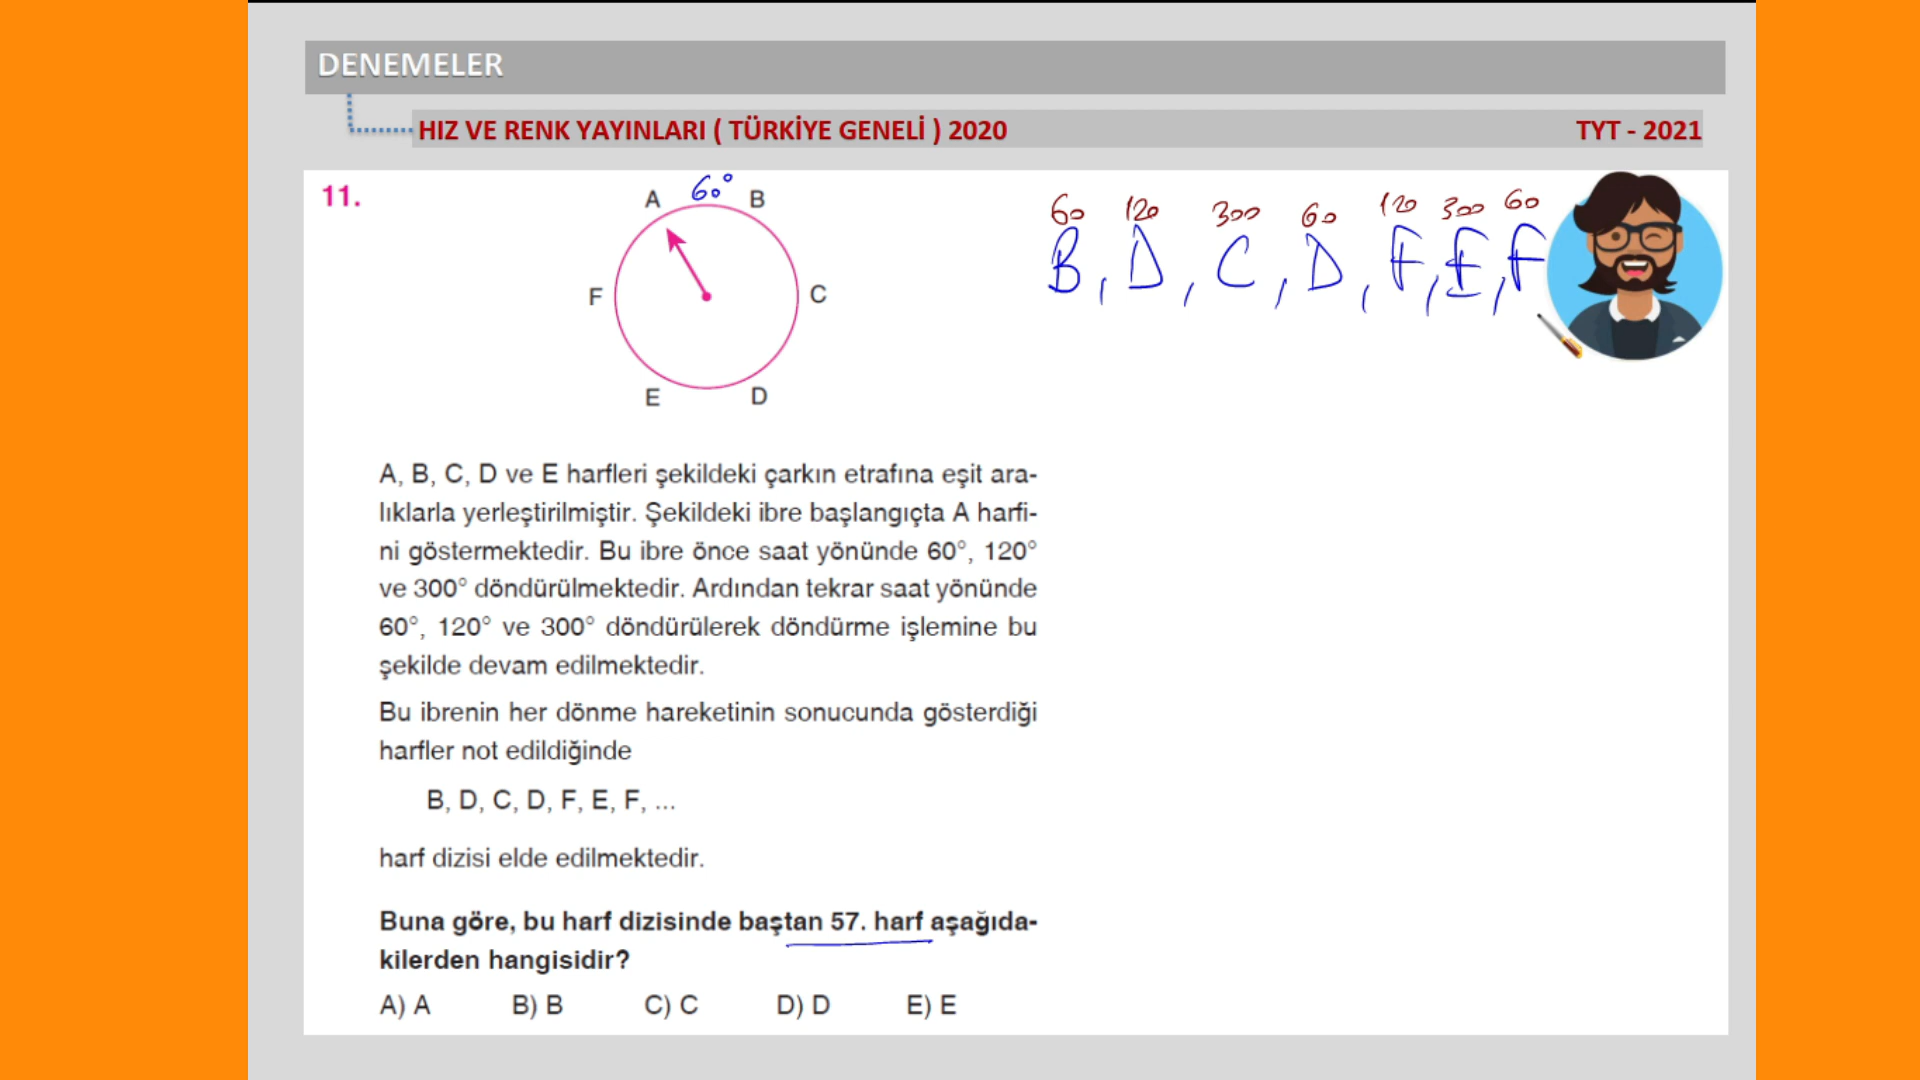 DENEMELER
HIZ VE RENK YAYINLARI ( TÜRKİYE GENELİ ) 2020 TYT - 2021
11.
A 60° B
F C
E D
60 120 300 60 120 300 60
B, D, C, D, F, E, F
A, B, C, D ve E harfleri şekildeki çarkın etrafına eşit ara-
lıklarla yerleştirilmiştir. Şekildeki ibre başlangıçta A harfi-
ni göstermektedir. Bu ibre önce saat yönünde 60°, 120°
ve 300° döndürülmektedir. Ardından tekrar saat yönünde
60°, 120° ve 300° döndürülerek döndürme işlemine bu
şekilde devam edilmektedir.
Bu ibrenin her dönme hareketinin sonucunda gösterdiği
harfler not edildiğinde
B, D, C, D, F, E, F, ...
harf dizisi elde edilmektedir.
Buna göre, bu harf dizisinde baştan 57. harf aşağıda-
kilerden hangisidir?
A) A B) B C) C D) D E) E